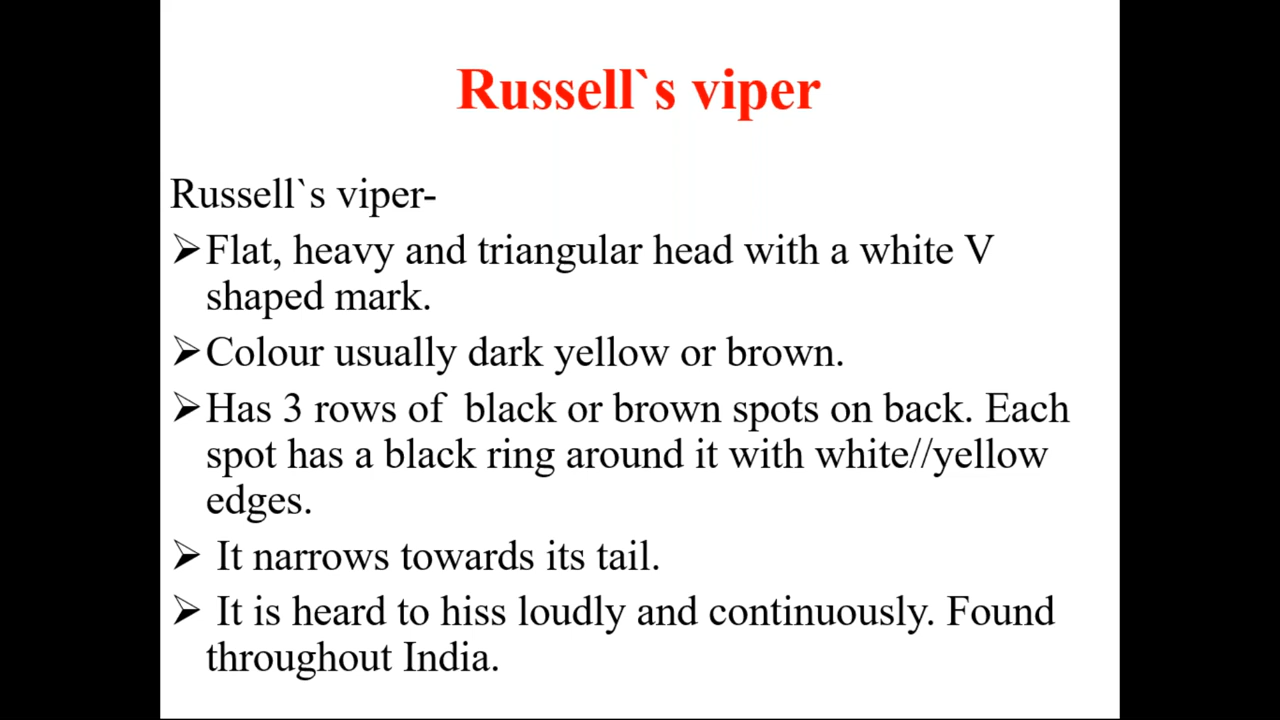 Russell`s viper
Russell`s viper-
➢Flat, heavy and triangular head with a white V
shaped mark.
➢Colour usually dark yellow or brown.
➢Has 3 rows of  black or brown spots on back. Each
spot has a black ring around it with white//yellow
edges.
➢ It narrows towards its tail.
➢ It is heard to hiss loudly and continuously. Found
throughout India.